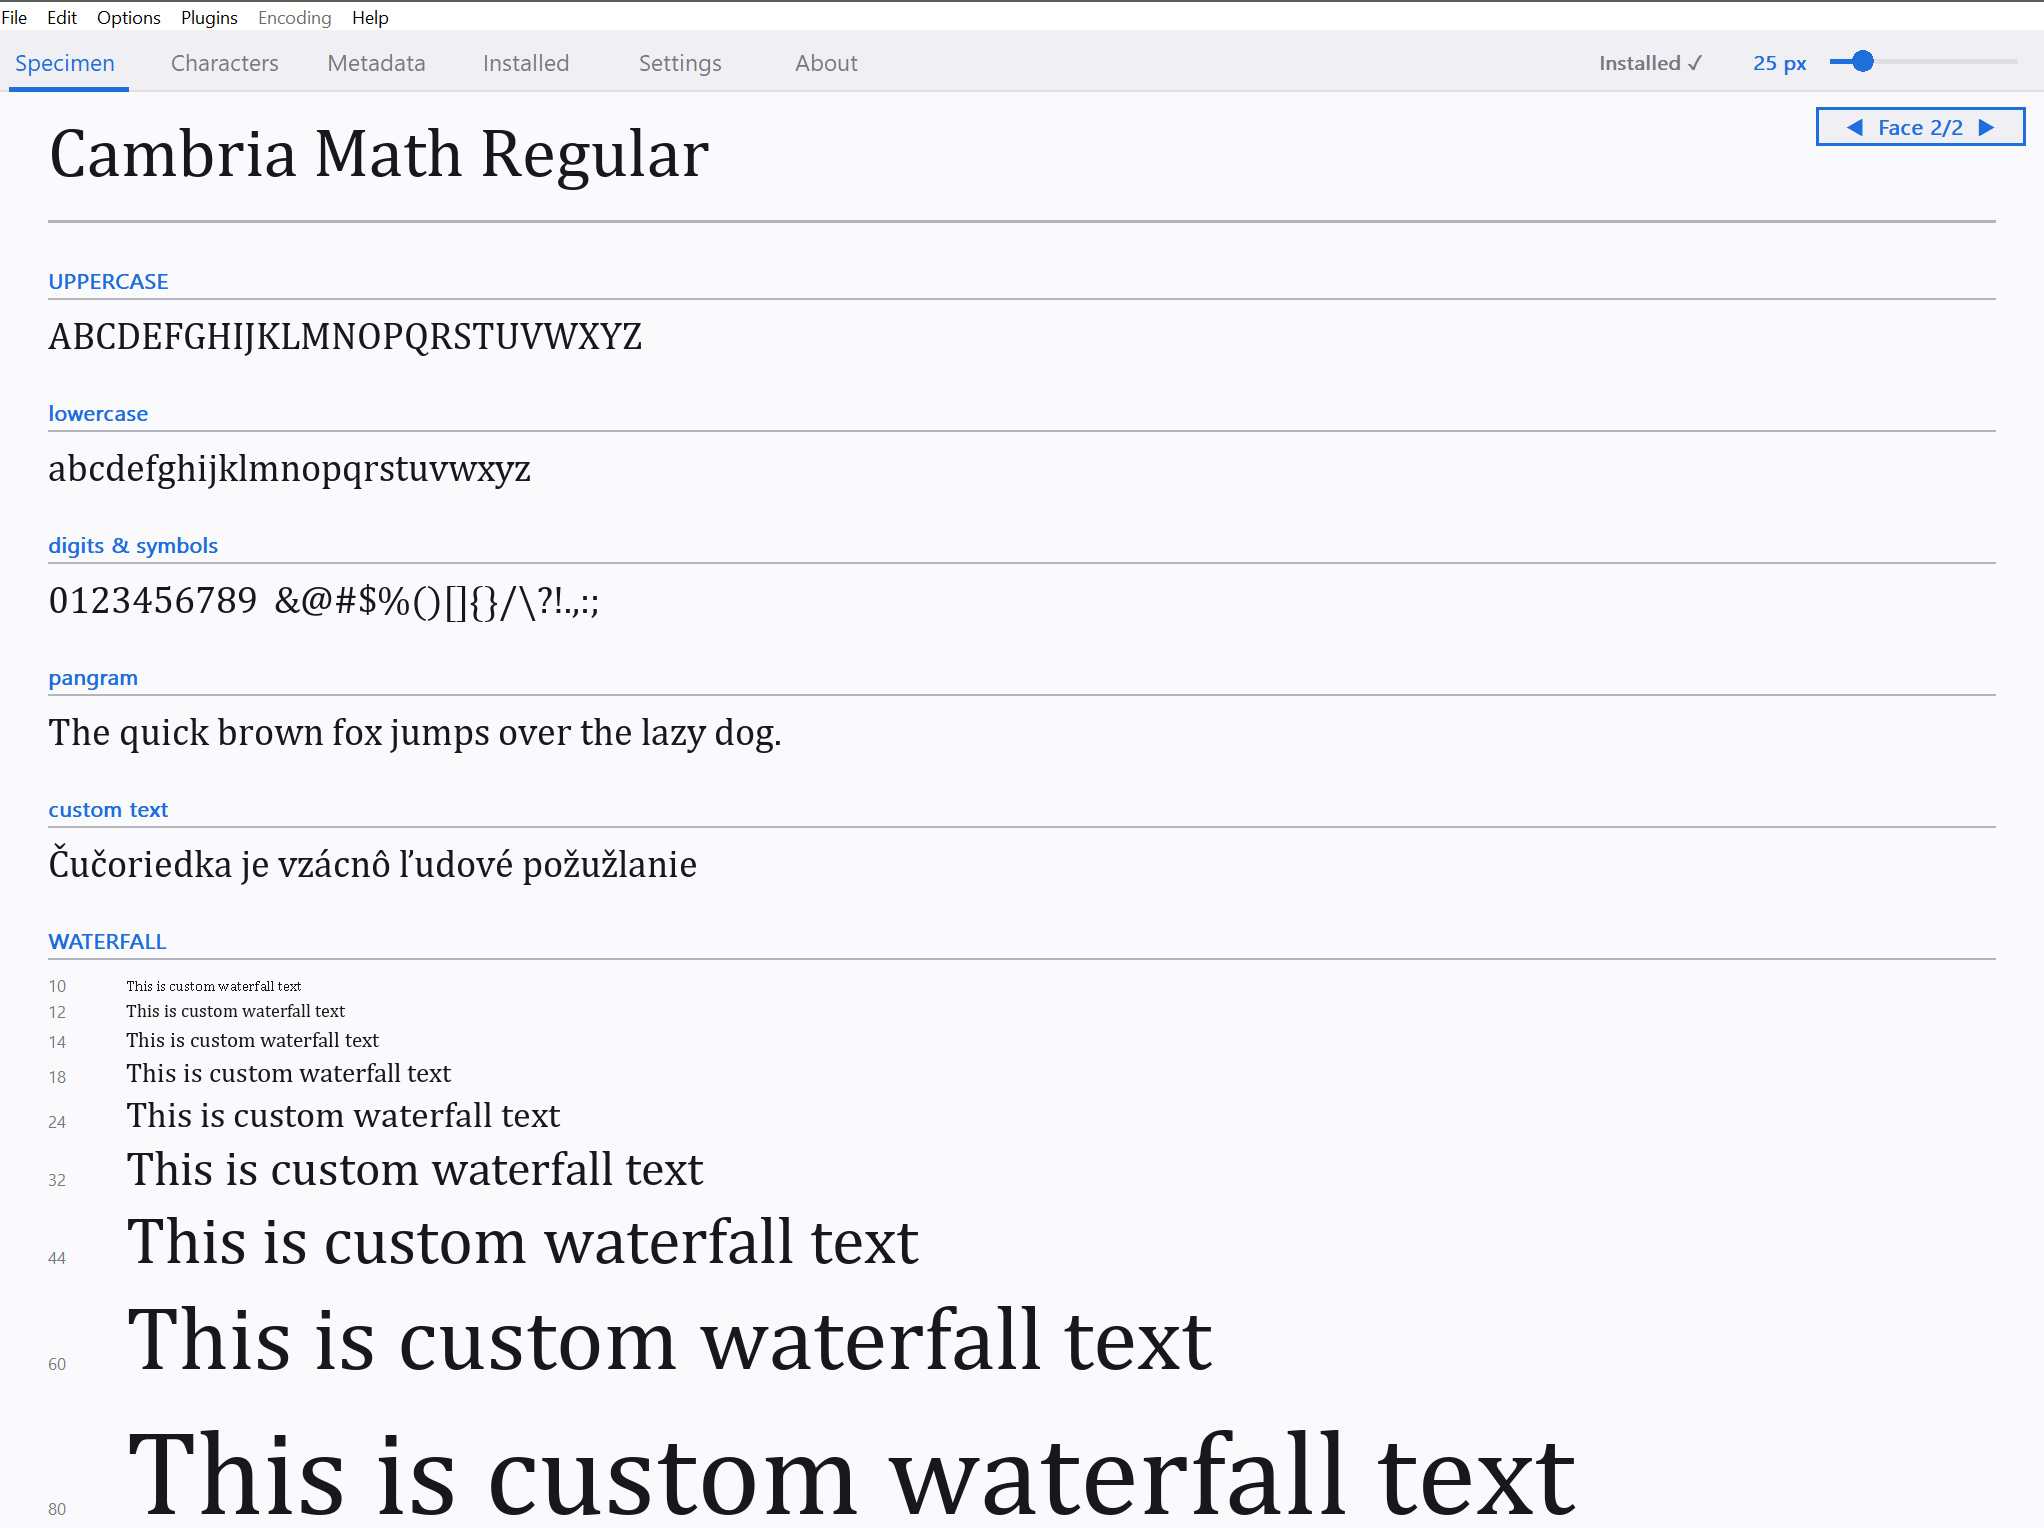 File Edit Options Plugins Encoding Help
Specimen Characters Metadata Installed Settings About Installed ✓ 25 px
◀ Face 2/2 ▶
Cambria Math Regular
UPPERCASE
ABCDEFGHIJKLMNOPQRSTUVWXYZ
lowercase
abcdefghijklmnopqrstuvwxyz
digits & symbols
0123456789 &@#$%()[]{}/\?!.,:;
pangram
The quick brown fox jumps over the lazy dog.
custom text
Čučoriedka je vzácnô ľudové požužlanie
WATERFALL
10 This is custom waterfall text
12 This is custom waterfall text
14 This is custom waterfall text
18 This is custom waterfall text
24 This is custom waterfall text
32 This is custom waterfall text
44 This is custom waterfall text
60 This is custom waterfall text
80 This is custom waterfall text